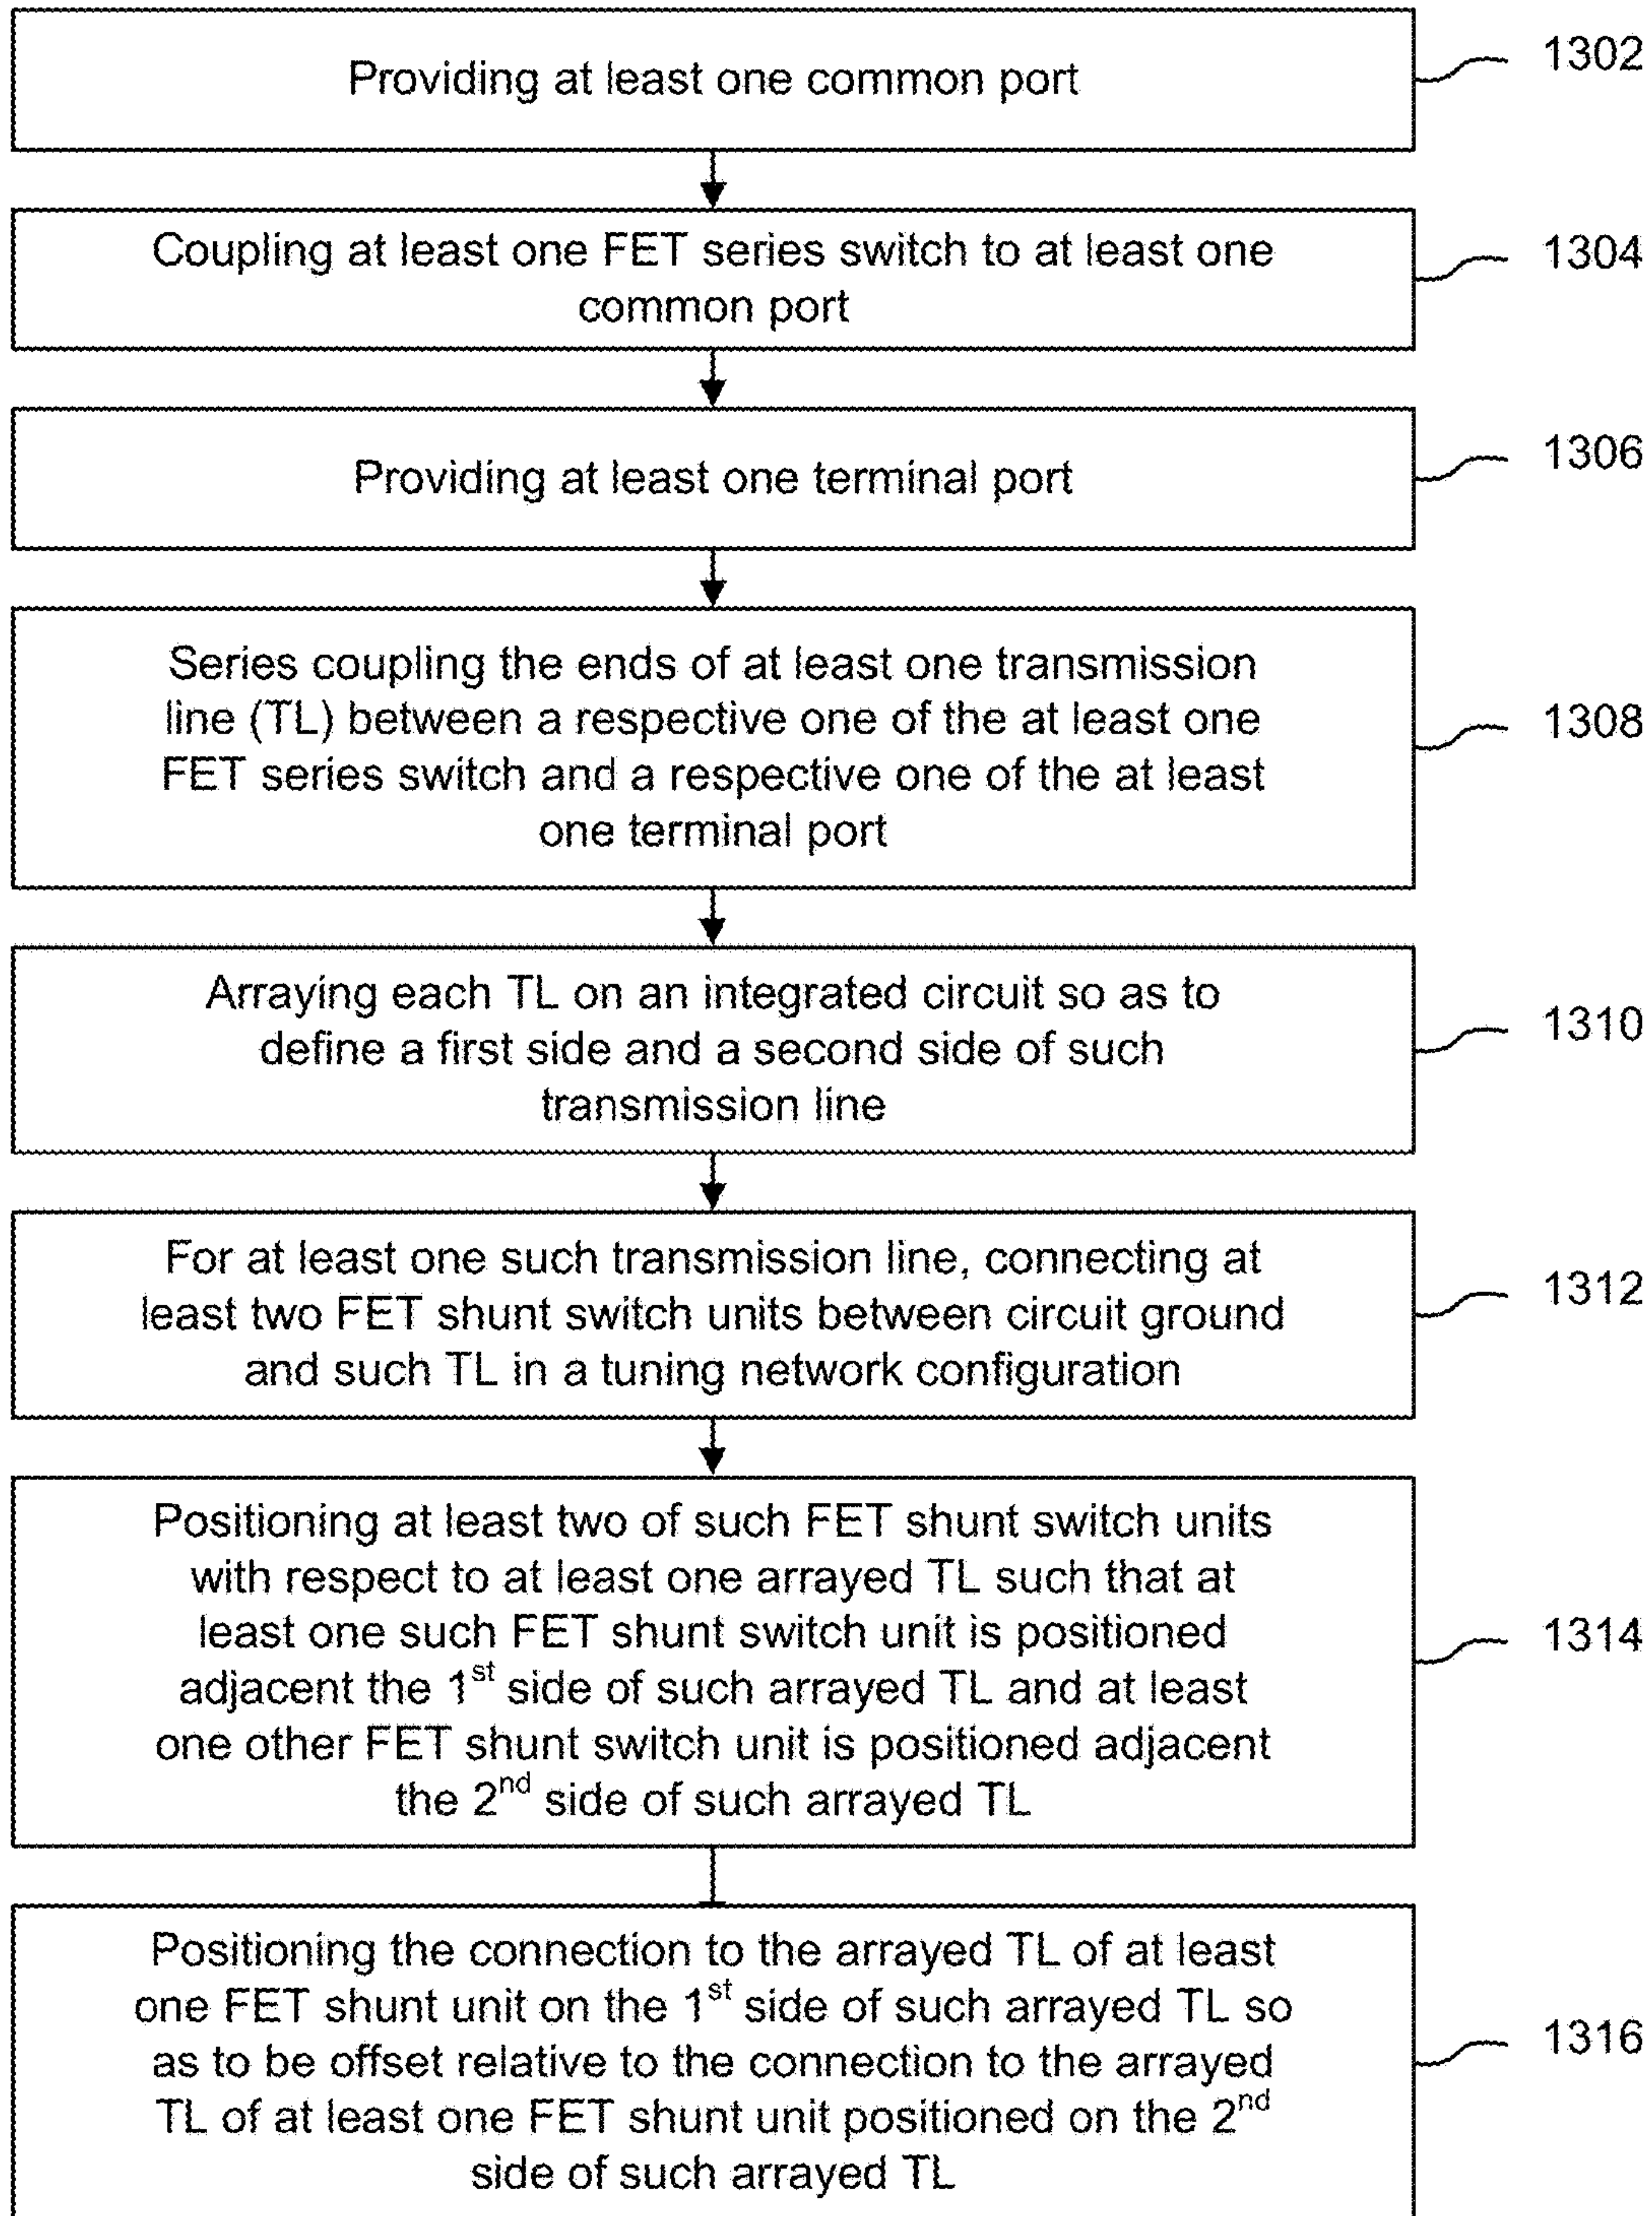 Providing at least one common port
1302
Coupling at least one FET series switch to at least one
common port
1304
Providing at least one terminal port
1306
Series coupling the ends of at least one transmission
line (TL) between a respective one of the at least one
FET series switch and a respective one of the at least
one terminal port
1308
Arraying each TL on an integrated circuit so as to
define a first side and a second side of such
transmission line
1310
For at least one such transmission line, connecting at
least two FET shunt switch units between circuit ground
and such TL in a tuning network configuration
1312
Positioning at least two of such FET shunt switch units
with respect to at least one arrayed TL such that at
least one such FET shunt switch unit is positioned
adjacent the 1st side of such arrayed TL and at least
one other FET shunt switch unit is positioned adjacent
the 2nd side of such arrayed TL
1314
Positioning the connection to the arrayed TL of at least
one FET shunt unit on the 1st side of such arrayed TL so
as to be offset relative to the connection to the arrayed
TL of at least one FET shunt unit positioned on the 2nd
side of such arrayed TL
1316